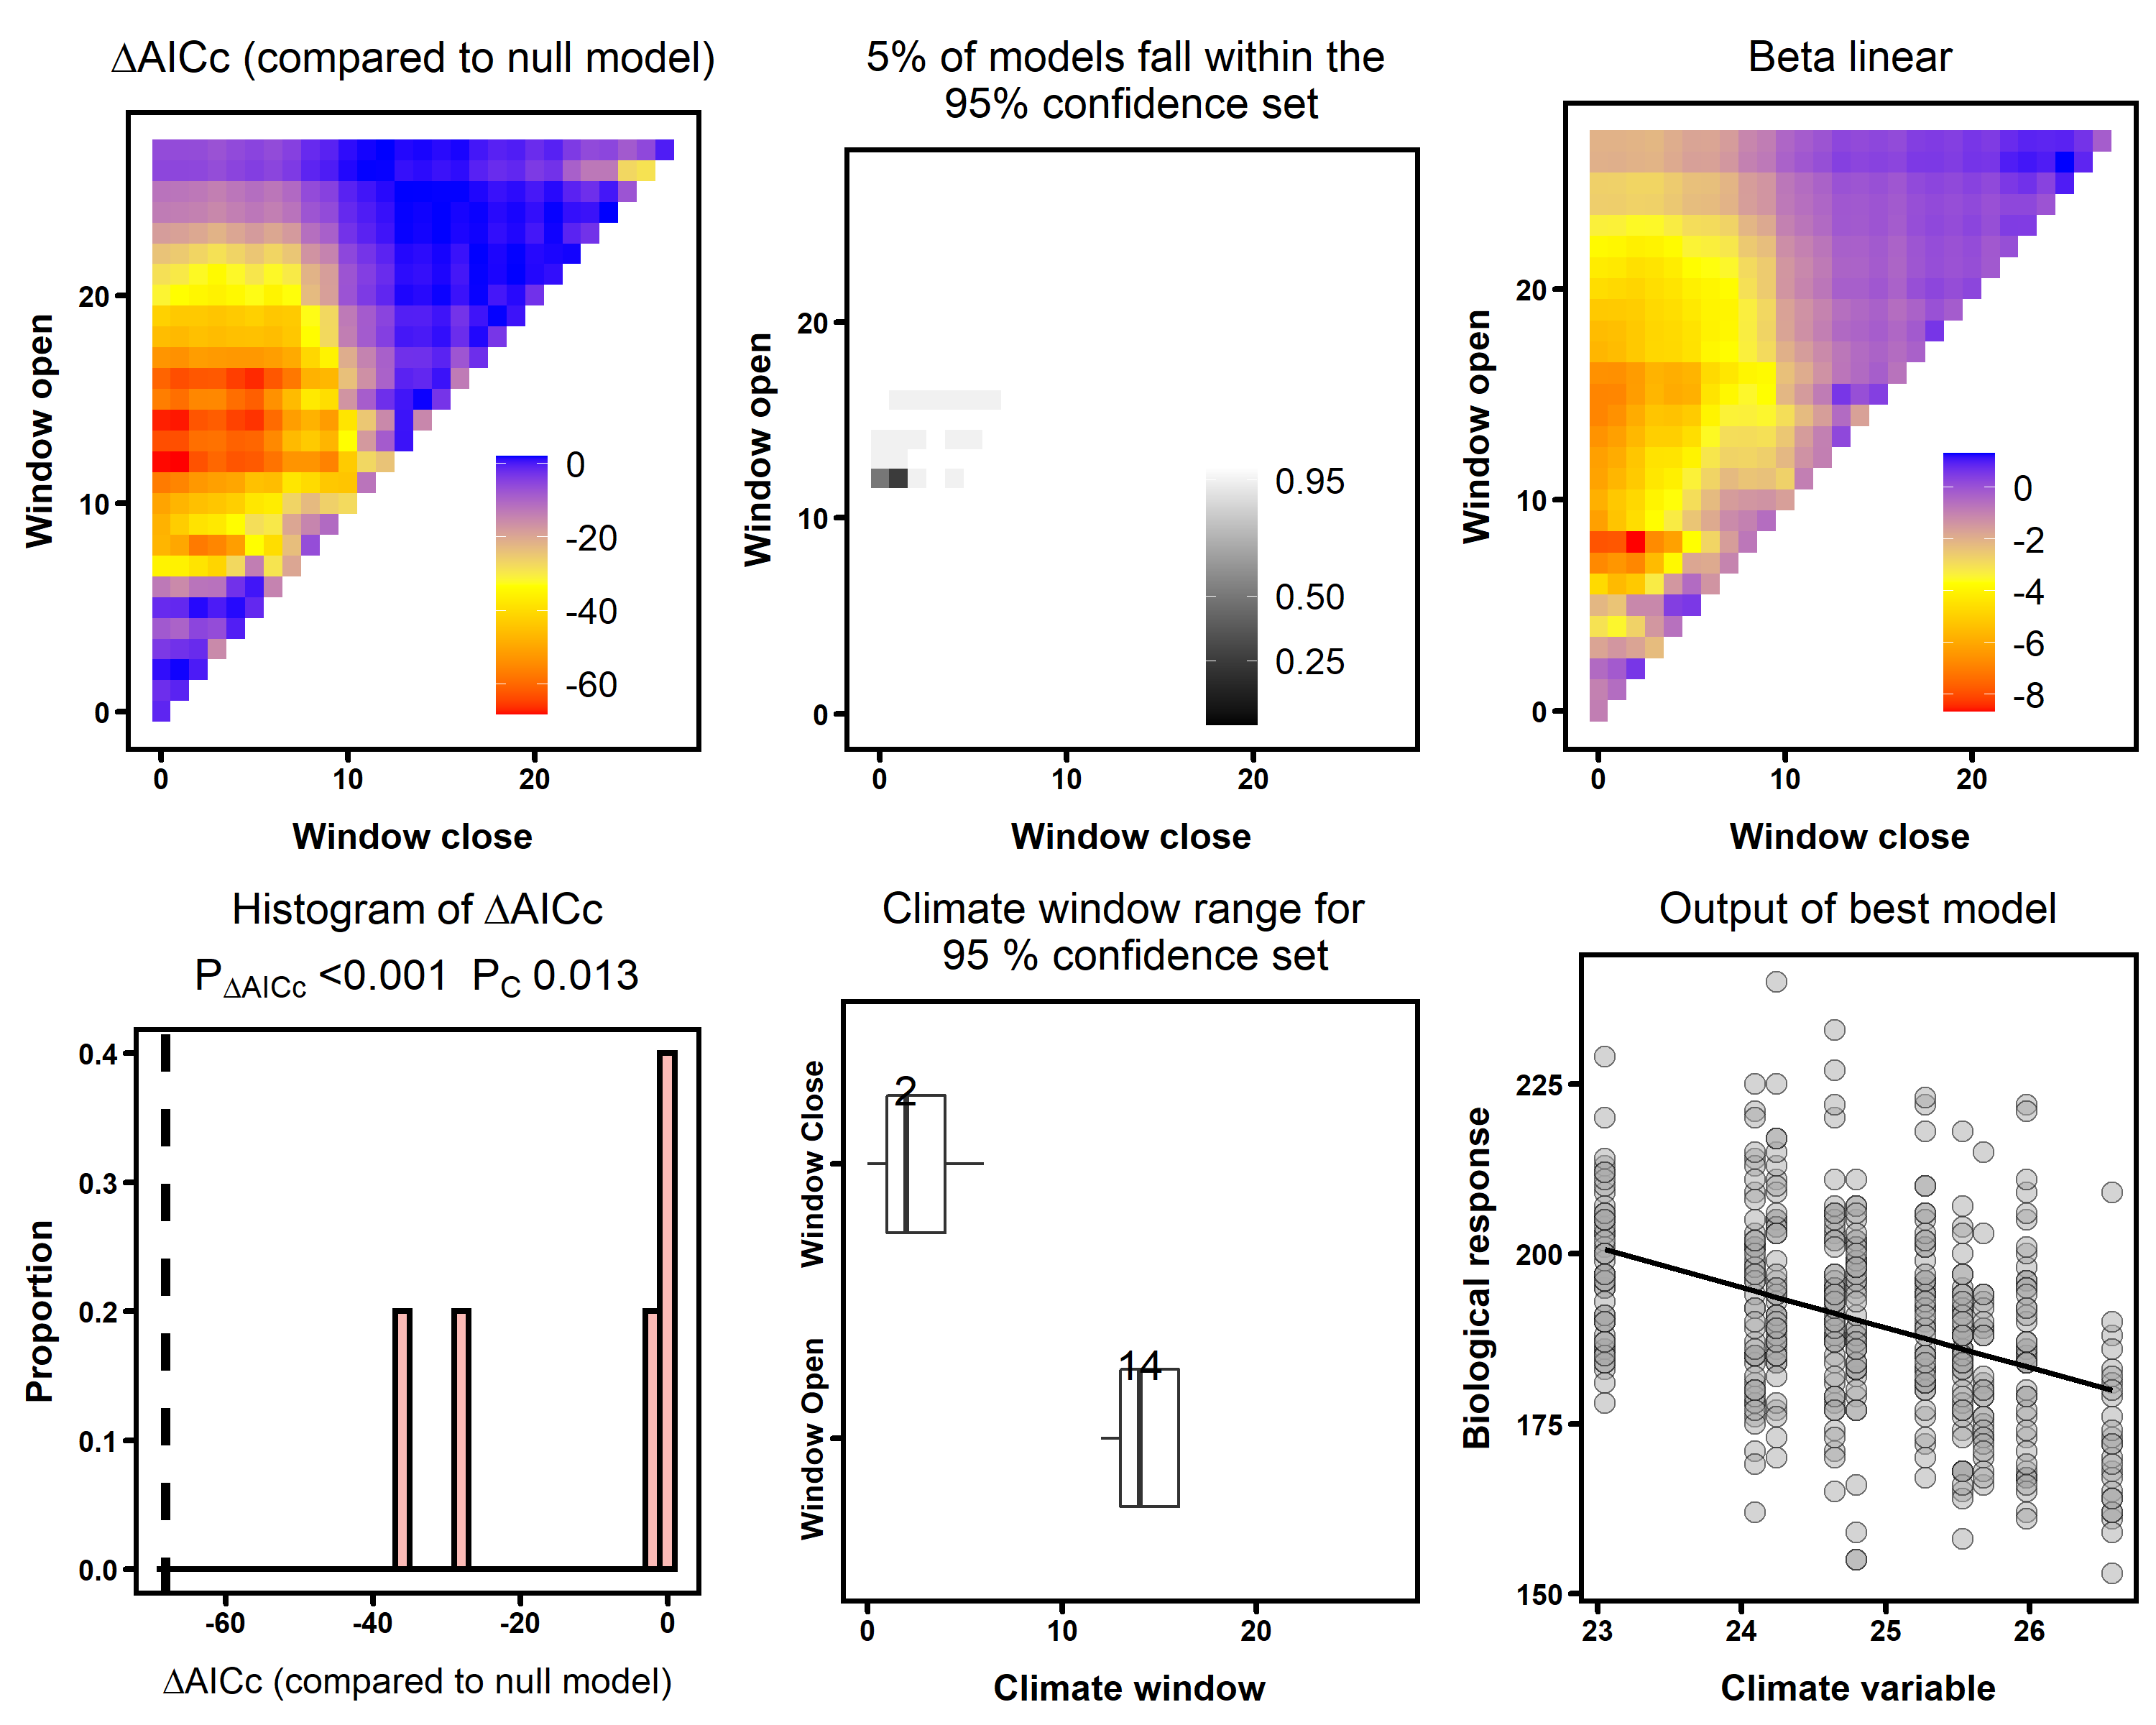 ΔAICc (compared to null model)
Window open
20
10
0
0
-20
-40
-60
0
10
20
Window close
5% of models fall within the
95% confidence set
Window open
20
10
0
0.95
0.50
0.25
0
10
20
Window close
Beta linear
Window open
20
10
0
0
-2
-4
-6
-8
0
10
20
Window close
Histogram of ΔAICc
PΔAICc <0.001 PC 0.013
Proportion
0.4
0.3
0.2
0.1
0.0
-60
-40
-20
0
ΔAICc (compared to null model)
Climate window range for
95 % confidence set
Window Close
2
Window Open
14
0
10
20
Climate window
Output of best model
Biological response
225
200
175
150
23
24
25
26
Climate variable